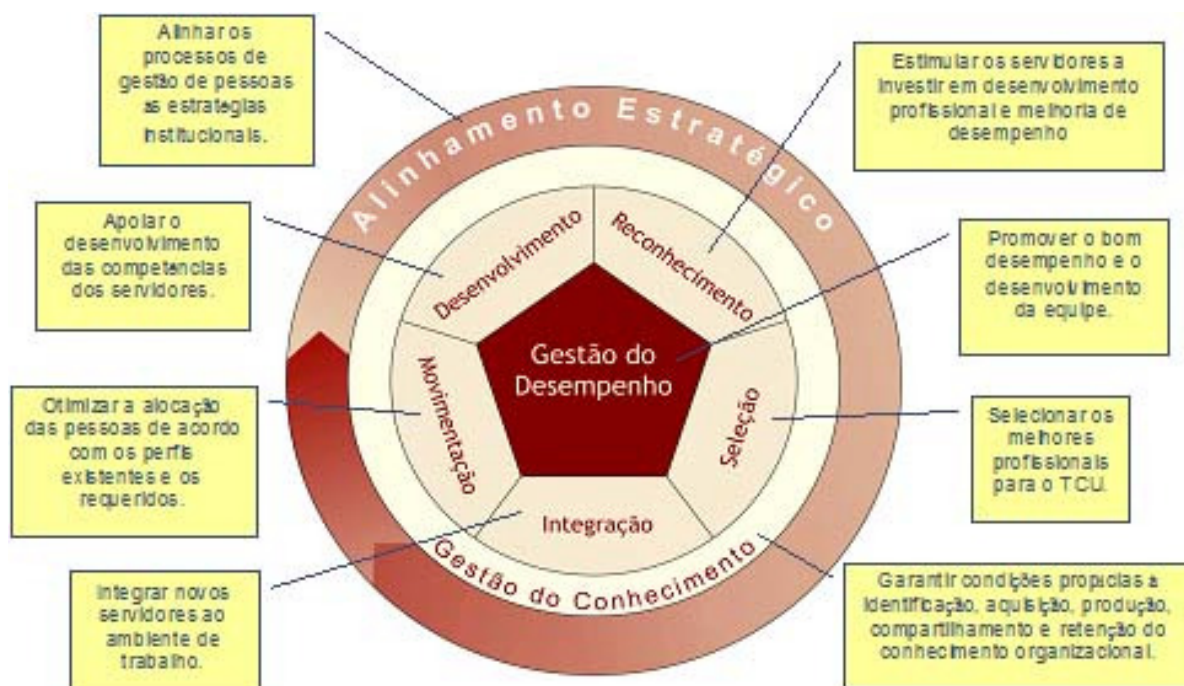 Alinhar os
processos de
gestão de pessoas
as estratégias
institucionais.
Estimular os servidores a
investir em desenvolvimento
profissional e melhoria de
desempenho
Alinhamento Estratégico
Apoiar o
desenvolvimento
das competências
dos servidores.
Desenvolvimento
Reconhecimento
Promover o bom
desempenho e o
desenvolvimento
da equipe.
Gestão do
Desempenho
Otimizar a alocação
das pessoas de acordo
com os perfis
existentes e os
requeridos.
Movimentação
Seleção
Selecionar os
melhores
profissionais
para o TCU.
Integração
Gestão do Conhecimento
Integrar novos
servidores ao
ambiente de
trabalho.
Garantir condições propícias a
identificação, aquisição, produção,
compartilhamento e retenção do
conhecimento organizacional.